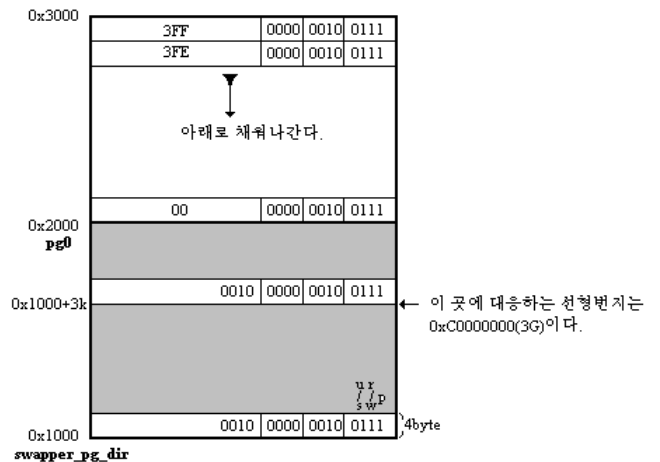 0x3000
3FF 0000 0010 0111
3FE 0000 0010 0111
아래로 채워나간다.
00 0000 0010 0111
0x2000
pg0
0010 0000 0010 0111
0x1000+3k
이 곳에 대응하는 선형번지는
0xC0000000(3G)이다.
u r
/ / p
s w
0010 0000 0010 0111
4byte
0x1000
swapper_pg_dir